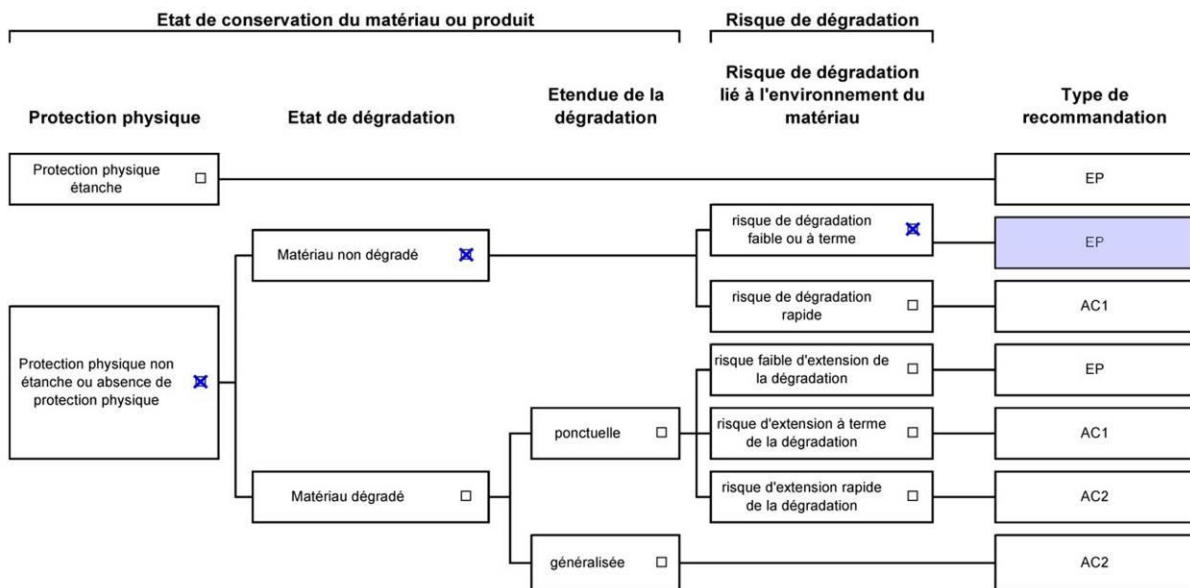 Etat de conservation du matériau ou produit
Risque de dégradation
Protection physique
Etat de dégradation
Etendue de la
dégradation
Risque de dégradation
lié à l'environnement du
matériau
Type de
recommandation
Protection physique
étanche
EP
risque de dégradation
faible ou à terme
EP
Matériau non dégradé
risque de dégradation
rapide
AC1
Protection physique non
étanche ou absence de
protection physique
risque faible d'extension de
la dégradation
EP
ponctuelle
risque d'extension à terme
de la dégradation
AC1
Matériau dégradé
risque d'extension rapide
de la dégradation
AC2
généralisée
AC2